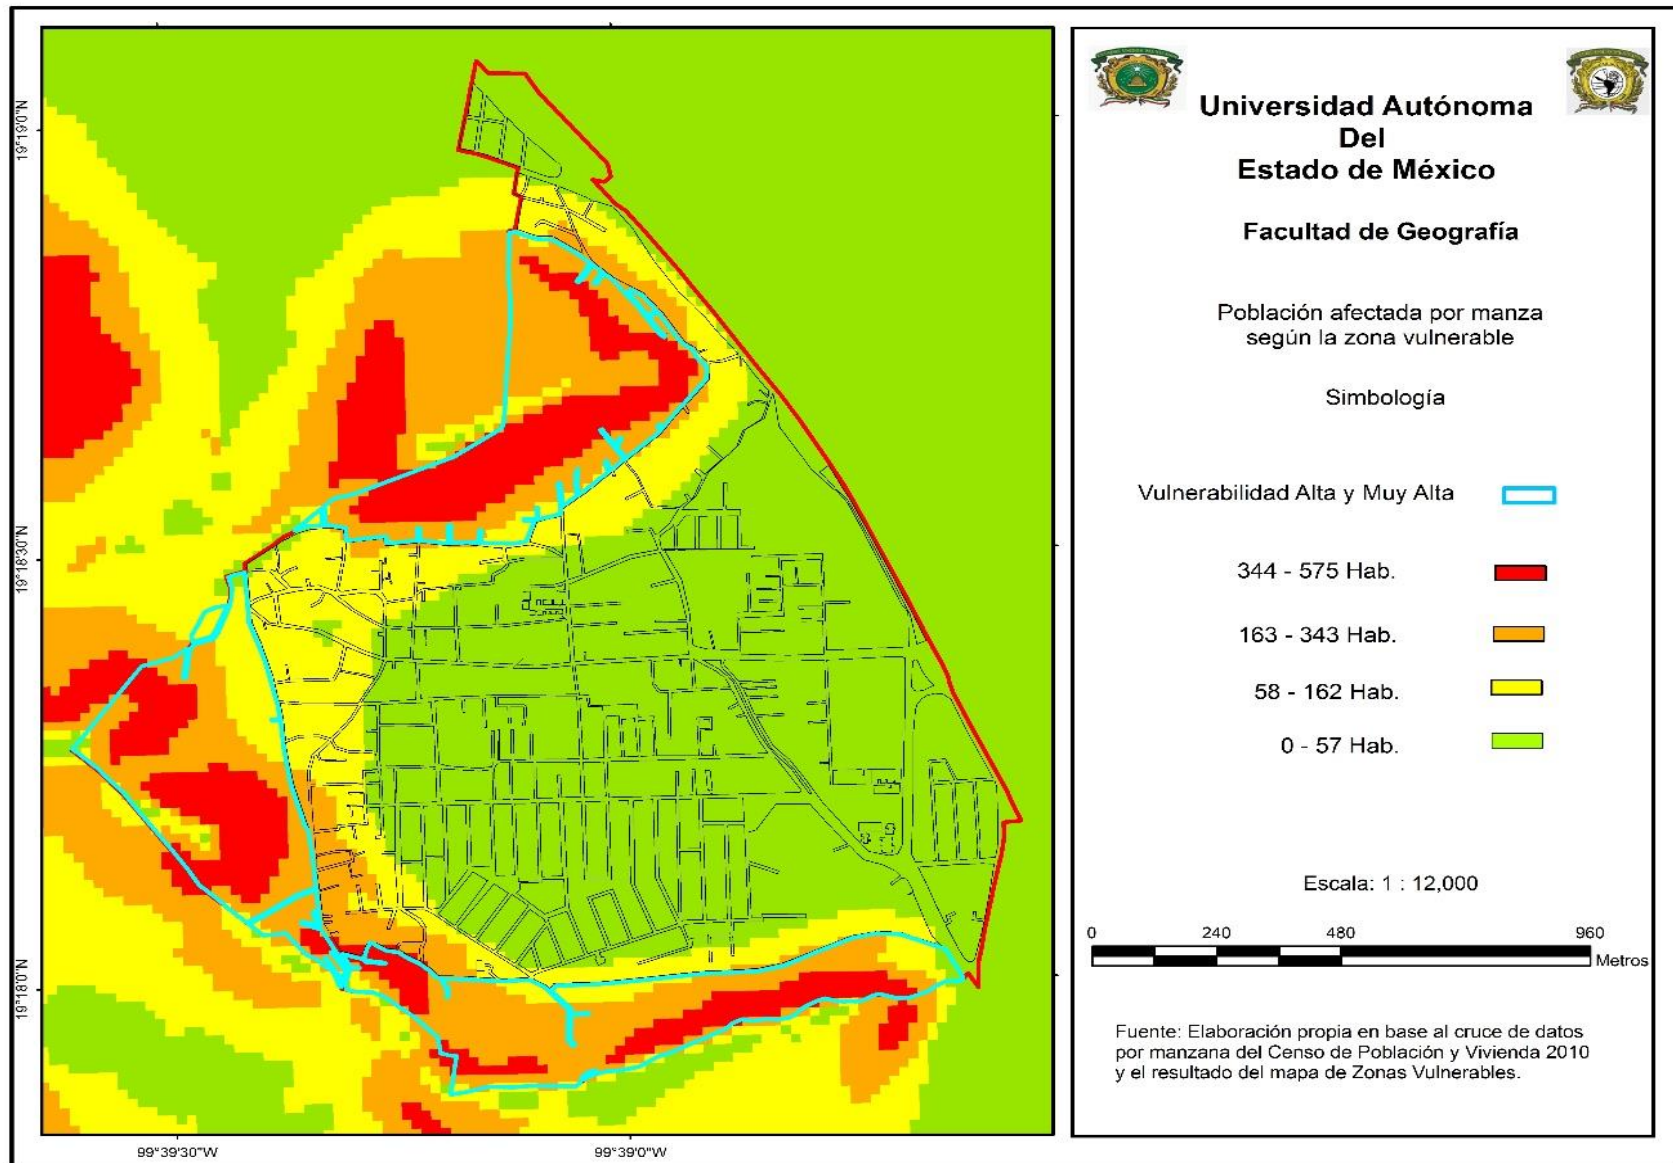 Universidad Autónoma
Del
Estado de México
Facultad de Geografía
Población afectada por manza
según la zona vulnerable
Simbología
Vulnerabilidad Alta y Muy Alta
344 - 575 Hab.
163 - 343 Hab.
58 - 162 Hab.
0 - 57 Hab.
Escala: 1 : 12,000
0 240 480 960
Metros
Fuente: Elaboración propia en base al cruce de datos
por manzana del Censo de Población y Vivienda 2010
y el resultado del mapa de Zonas Vulnerables.
19°19'0"N
19°18'30"N
19°18'0"N
99°39'30"W
99°39'0"W